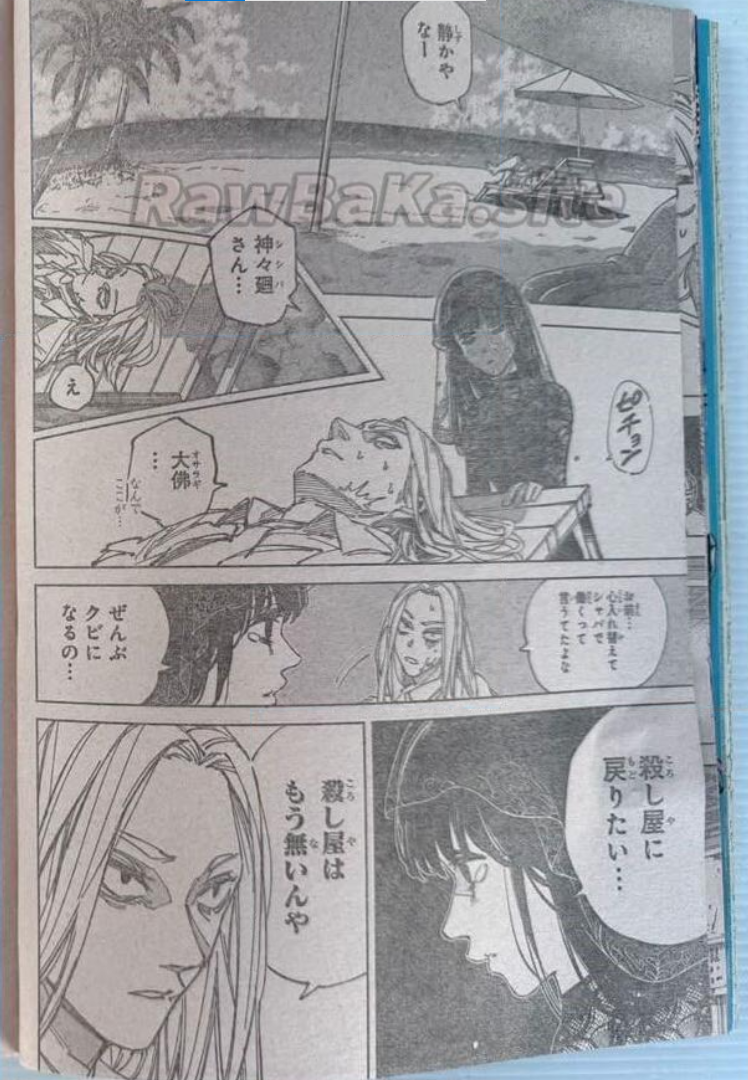 静かや
なー
RawBaKa.site
神々廻
さん…
え
ピチョン
大佛
…
なんで
ここが…
お前…
心入れ替えて
シャバで
働くって
言うてたよな
ぜんぶ
クビに
なるの…
殺し屋に
戻りたい…
殺し屋は
もう無いんや